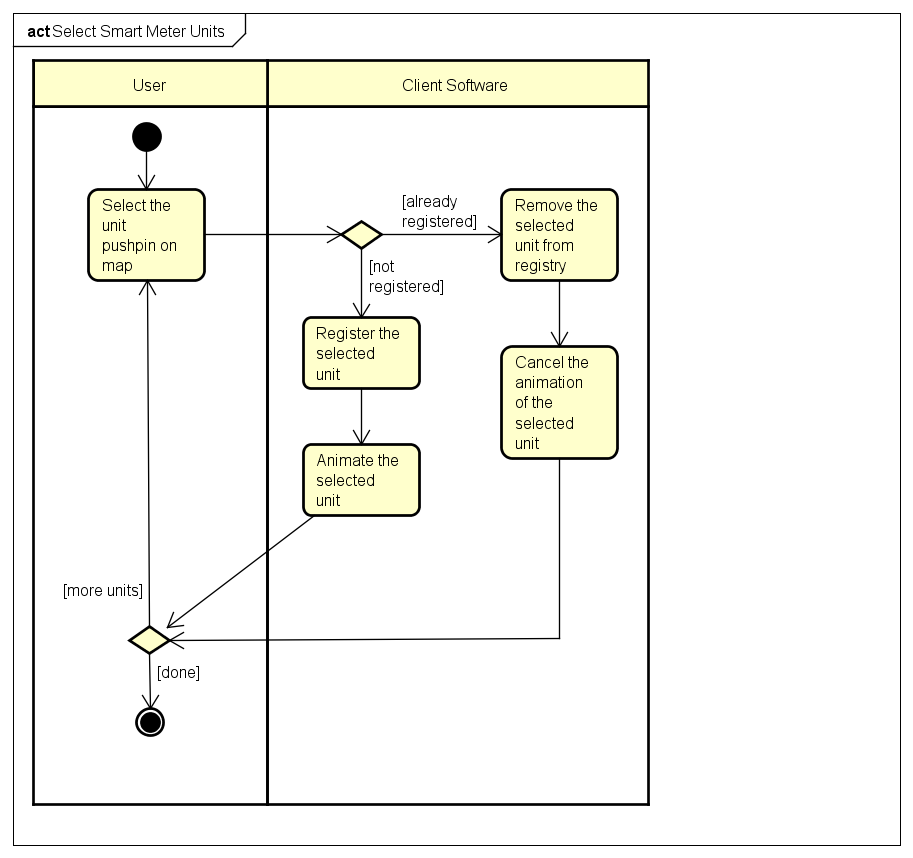 act Select Smart Meter Units
User
Client Software
Select the
unit
pushpin on
map
[already
registered]
Remove the
selected
unit from
registry
[not
registered]
Register the
selected
unit
Cancel the
animation
of the
selected
unit
Animate the
selected
unit
[more units]
[done]